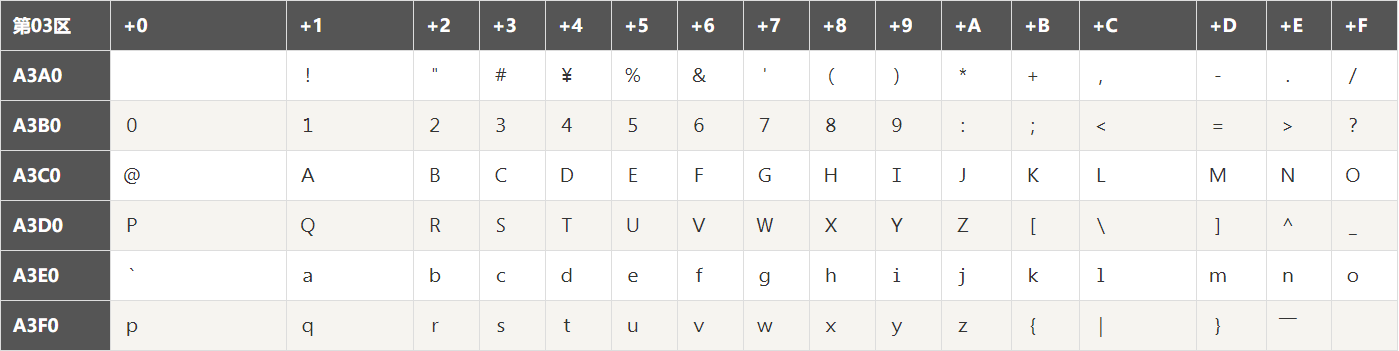 第03区 +0 +1 +2 +3 +4 +5 +6 +7 +8 +9 +A +B +C +D +E +F
A3A0 ! " # ¥ % & ' ( ) * + , - . /
A3B0 0 1 2 3 4 5 6 7 8 9 : ; < = > ?
A3C0 @ A B C D E F G H I J K L M N O
A3D0 P Q R S T U V W X Y Z [ \ ] ^ _
A3E0 ` a b c d e f g h i j k l m n o
A3F0 p q r s t u v w x y z { | } ￣